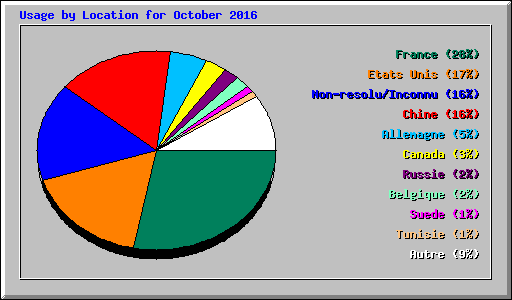 Usage by Location for October 2016
France (28%)
Etats Unis (17%)
Non-resolu/Inconnu (16%)
Chine (16%)
Allemagne (5%)
Canada (3%)
Russie (2%)
Belgique (2%)
Suede (1%)
Tunisie (1%)
Autre (9%)